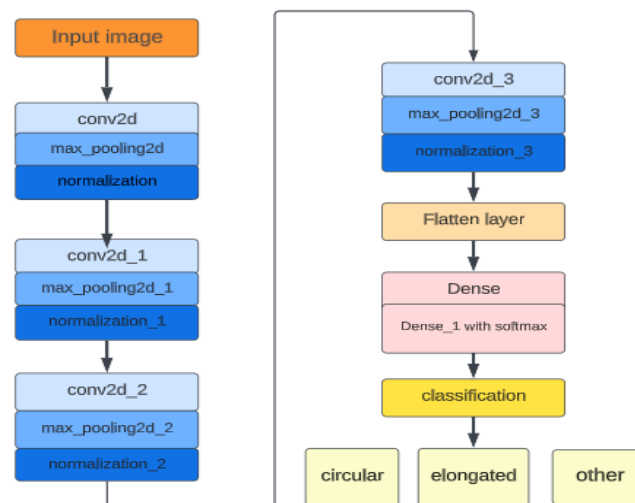 Input image
conv2d
max_pooling2d
normalization
conv2d_1
max_pooling2d_1
normalization_1
conv2d_2
max_pooling2d_2
normalization_2
conv2d_3
max_pooling2d_3
normalization_3
Flatten layer
Dense
Dense_1 with softmax
classification
circular
elongated
other